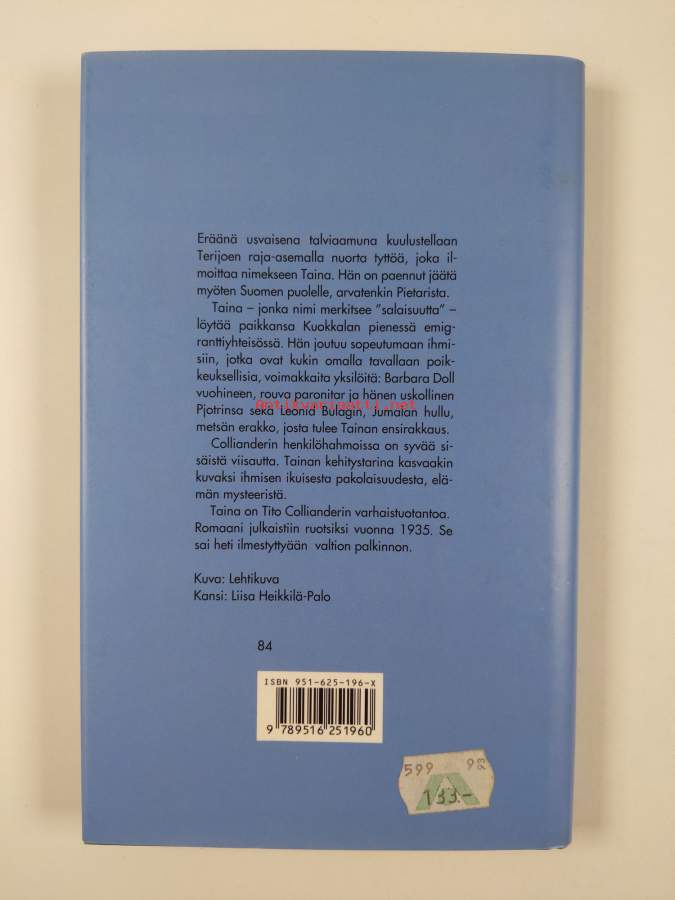 Eräänä usvaisena talviaamuna kuulustellaan
Terijoen raja-asemalla nuorta tyttöä, joka il-
moittaa nimekseen Taina. Hän on paennut jäätä
myöten Suomen puolelle, arvatenkin Pietarista.
Taina – jonka nimi merkitsee "salaisuutta" –
löytää paikkansa Kuokkalan pienessä emig-
ranttiyhteisössä. Hän joutuu sopeutumaan ihmi-
siin, jotka ovat kukin omalla tavallaan poik-
keuksellisia, voimakkaita yksilöitä: Barbara Doll
vuohineen, rouva paronitar ja hänen uskollinen
Antikvariaatti.net
Pjotrinsa sekä Leonid Bulagin, Jumalan hullu,
metsän erakko, josta tulee Tainan ensirakkaus.
Collianderin henkilöhahmoissa on syvää si-
säistä viisautta. Tainan kehitystarina kasvaakin
kuvaksi ihmisen ikuisesta pakolaisuudesta, elä-
män mysteeristä.
Taina on Tito Collianderin varhaistuotantoa.
Romaani julkaistiin ruotsiksi vuonna 1935. Se
sai heti ilmestyttyään valtion palkinnon.
Kuva: Lehtikuva
Kansi: Liisa Heikkilä-Palo
84
ISBN 951-625-196-X
9 789516 251960
599 93
133.-